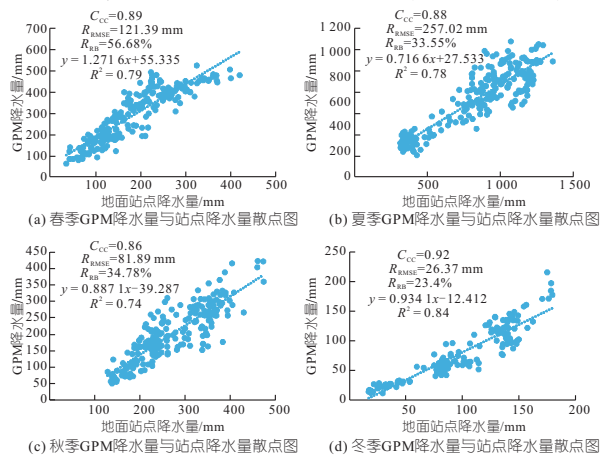 C_CC=0.89
R_RMSE=121.39 mm
R_RB=56.68%
y=1.271 6x+55.335
R²=0.79
GPM降水量/mm
700
600
500
400
300
200
100
0
100
200
300
400
500
地面站点降水量/mm
(a) 春季GPM降水量与站点降水量散点图
C_CC=0.88
R_RMSE=257.02 mm
R_RB=33.55%
y=0.716 6x+27.533
R²=0.78
GPM降水量/mm
1 200
1 000
800
600
400
200
0
500
1 000
1 500
地面站点降水量/mm
(b) 夏季GPM降水量与站点降水量散点图
C_CC=0.86
R_RMSE=81.89 mm
R_RB=34.78%
y=0.887 1x−39.287
R²=0.74
GPM降水量/mm
450
400
350
300
250
200
150
100
50
0
100
200
300
400
500
地面站点降水量/mm
(c) 秋季GPM降水量与站点降水量散点图
C_CC=0.92
R_RMSE=26.37 mm
R_RB=23.4%
y=0.934 1x−12.412
R²=0.84
GPM降水量/mm
250
200
150
100
50
0
50
100
150
200
地面站点降水量/mm
(d) 冬季GPM降水量与站点降水量散点图